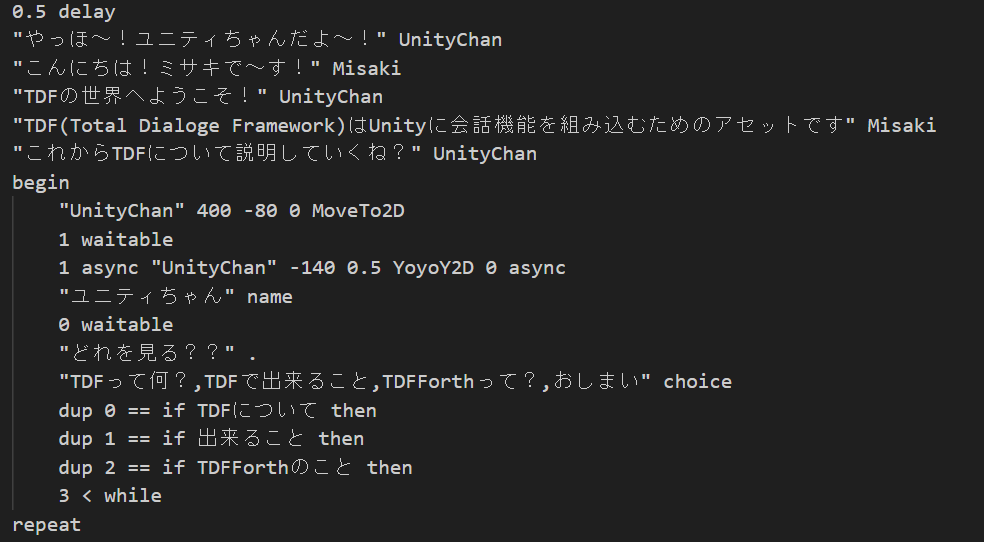 0.5 delay
"やっほ～！ユニティちゃんだよ～！" UnityChan
"こんにちは！ミサキで～す！" Misaki
"TDFの世界へようこそ！" UnityChan
"TDF(Total Dialoge Framework)はUnityに会話機能を組み込むためのアセットです" Misaki
"これからTDFについて説明していくね？" UnityChan
begin
    "UnityChan" 400 -80 0 MoveTo2D
    1 waitable
    1 async "UnityChan" -140 0.5 YoyoY2D 0 async
    "ユニティちゃん" name
    0 waitable
    "どれを見る？？" .
    "TDFって何？,TDFで出来ること,TDFForthって？,おしまい" choice
    dup 0 == if TDFについて then
    dup 1 == if 出来ること then
    dup 2 == if TDFForthのこと then
    3 < while
repeat